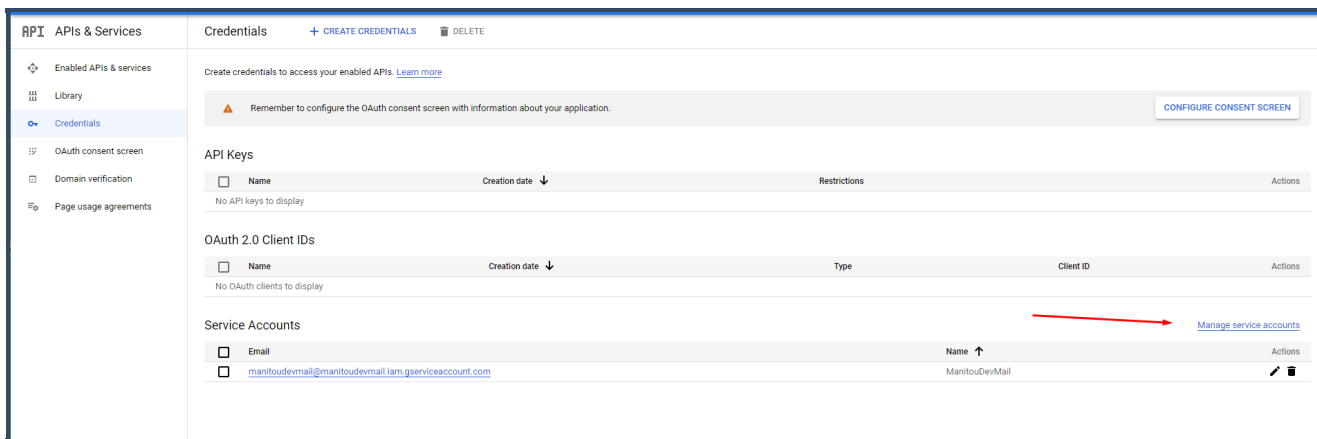 API APIs & Services
Credentials + CREATE CREDENTIALS DELETE
Enabled APIs & services
Library
Credentials
OAuth consent screen
Domain verification
Page usage agreements
Create credentials to access your enabled APIs. Learn more
Remember to configure the OAuth consent screen with information about your application. CONFIGURE CONSENT SCREEN
API Keys
Name Creation date Restrictions Actions
No API keys to display
OAuth 2.0 Client IDs
Name Creation date Type Client ID Actions
No OAuth clients to display
Service Accounts Manage service accounts
Email Name Actions
manitoudevmail@manitoudevmail.iam.gserviceaccount.com ManitouDevMail